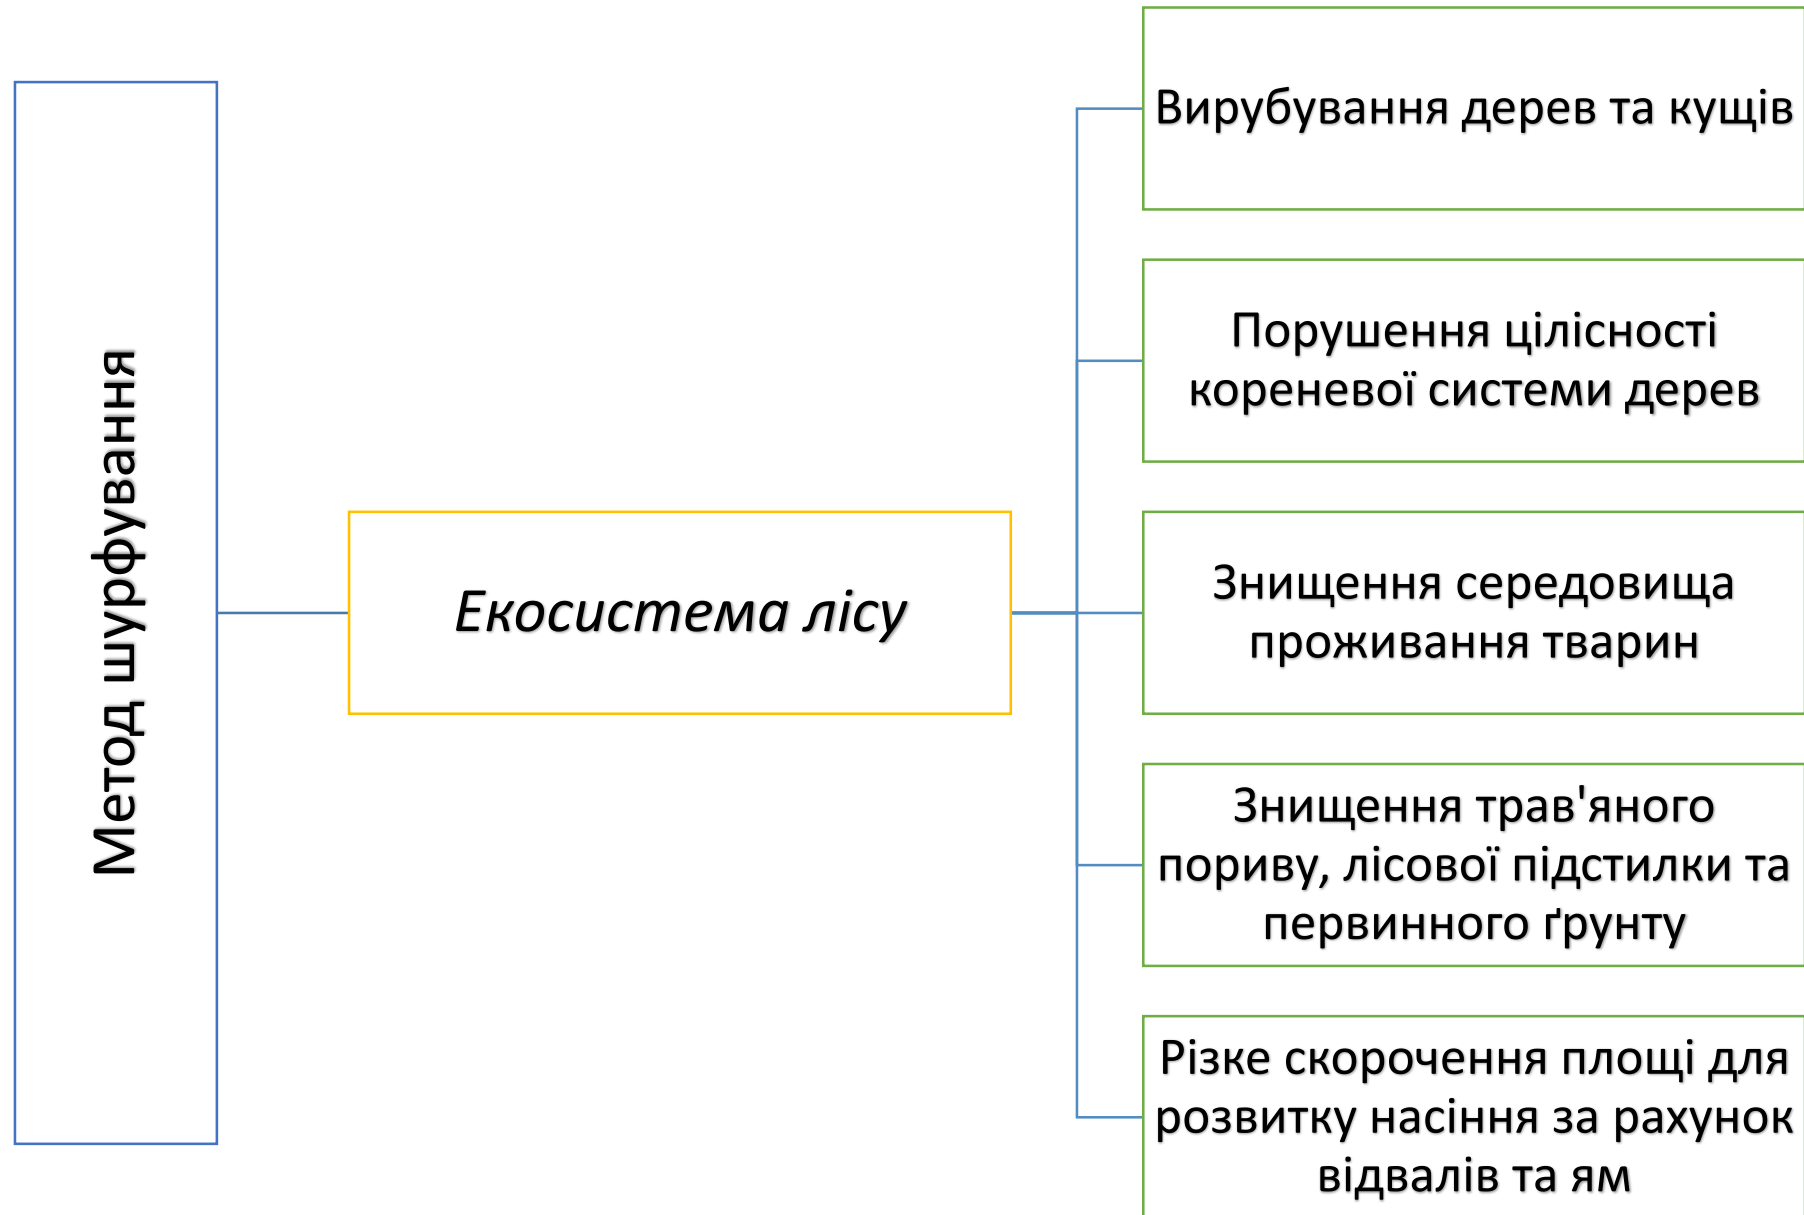 Метод шурфування
Екосистема лісу
Вирубування дерев та кущів
Порушення цілісності
кореневої системи дерев
Знищення середовища
проживання тварин
Знищення трав'яного
пориву, лісової підстилки та
первинного ґрунту
Різке скорочення площі для
розвитку насіння за рахунок
відвалів та ям